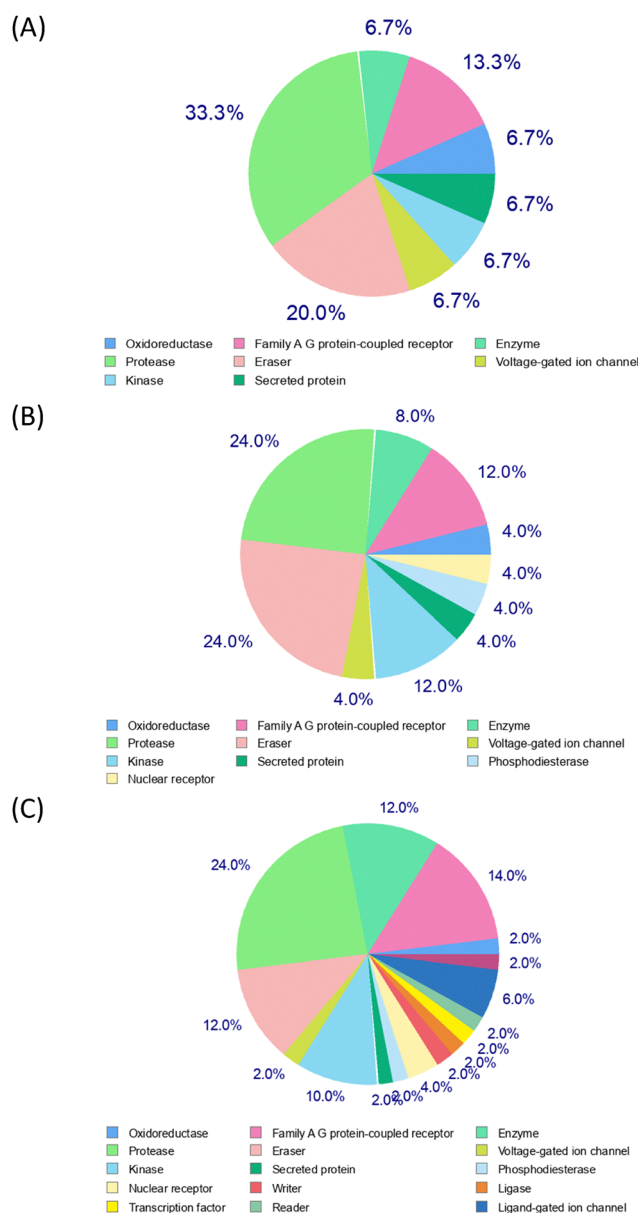 (A)
6.7%
13.3%
33.3%
6.7%
6.7%
6.7%
6.7%
20.0%
Oxidoreductase Family A G protein-coupled receptor Enzyme
Protease Eraser Voltage-gated ion channel
Kinase Secreted protein
(B)
8.0%
24.0%
12.0%
4.0%
4.0%
4.0%
4.0%
24.0%
12.0%
4.0%
Oxidoreductase Family A G protein-coupled receptor Enzyme
Protease Eraser Voltage-gated ion channel
Kinase Secreted protein Phosphodiesterase
Nuclear receptor
(C)
12.0%
24.0%
14.0%
2.0%
2.0%
6.0%
2.0%
2.0%
2.0%
2.0%
12.0%
2.0%
10.0%
2.0%
2.0%
4.0%
Oxidoreductase Family A G protein-coupled receptor Enzyme
Protease Eraser Voltage-gated ion channel
Kinase Secreted protein Phosphodiesterase
Nuclear receptor Writer Ligase
Transcription factor Reader Ligand-gated ion channel